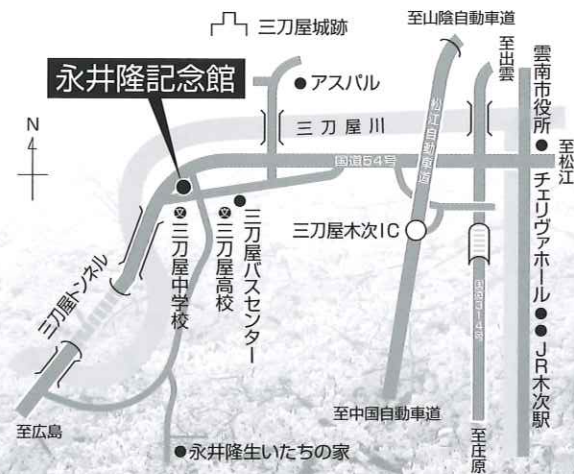 三刀屋城跡
至山陰自動車道
永井隆記念館
アスパル
至出雲
雲南市役所
三刀屋川
松江自動車道
N
国道54号
至松江
三刀屋バスセンター
三刀屋高校
三刀屋中学校
三刀屋木次IC
チェリヴァホール
三刀屋トンネル
国道314号
JR木次駅
至広島
至中国自動車道
至庄原
永井隆生いたちの家